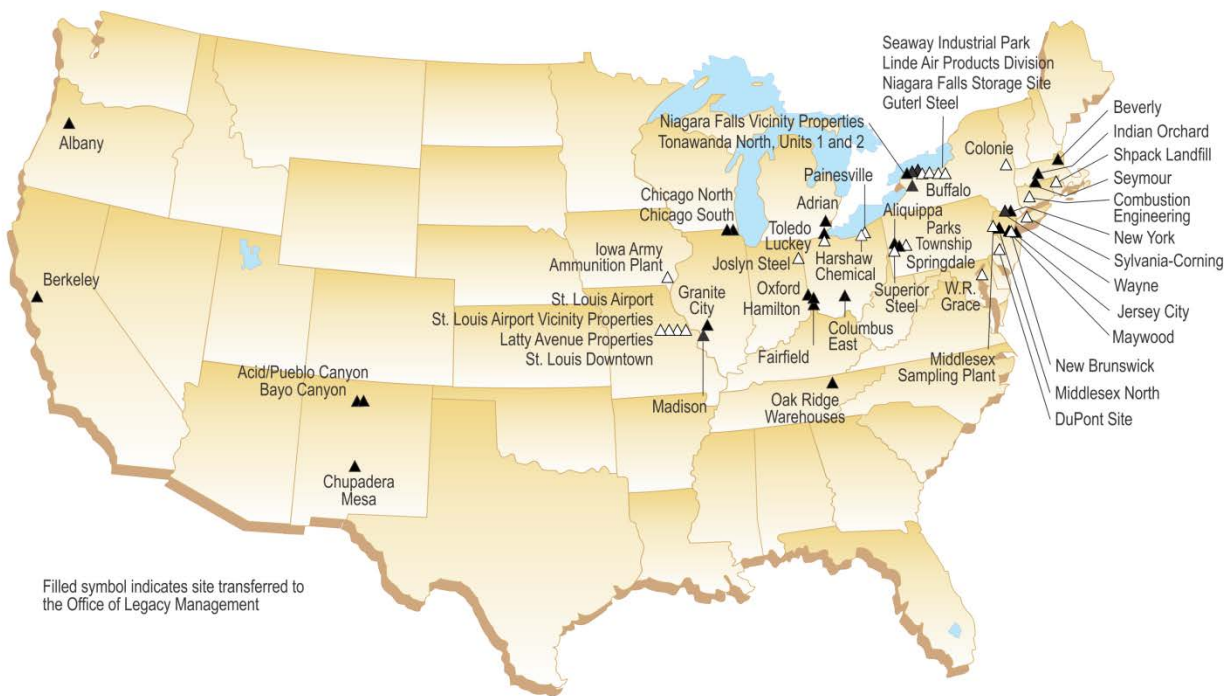 Seaway Industrial Park
Linde Air Products Division
Niagara Falls Storage Site
Guterl Steel
Niagara Falls Vicinity Properties
Tonawanda North, Units 1 and 2
Beverly
Indian Orchard
Shpack Landfill
Seymour
Combustion
Engineering
New York
Sylvania-Corning
Wayne
Jersey City
Maywood
New Brunswick
Middlesex North
DuPont Site
Albany
Colonie
Painesville
Buffalo
Chicago North
Chicago South
Adrian
Toledo
Luckey
Aliquippa
Parks
Township
Springdale
Iowa Army
Ammunition Plant
Joslyn Steel
Harshaw
Chemical
Berkeley
Superior
Steel
W.R.
Grace
St. Louis Airport
St. Louis Airport Vicinity Properties
Latty Avenue Properties
St. Louis Downtown
Granite
City
Oxford
Hamilton
Columbus
East
Fairfield
Middlesex
Sampling Plant
Acid/Pueblo Canyon
Bayo Canyon
Madison
Oak Ridge
Warehouses
Chupadera
Mesa
Filled symbol indicates site transferred to
the Office of Legacy Management